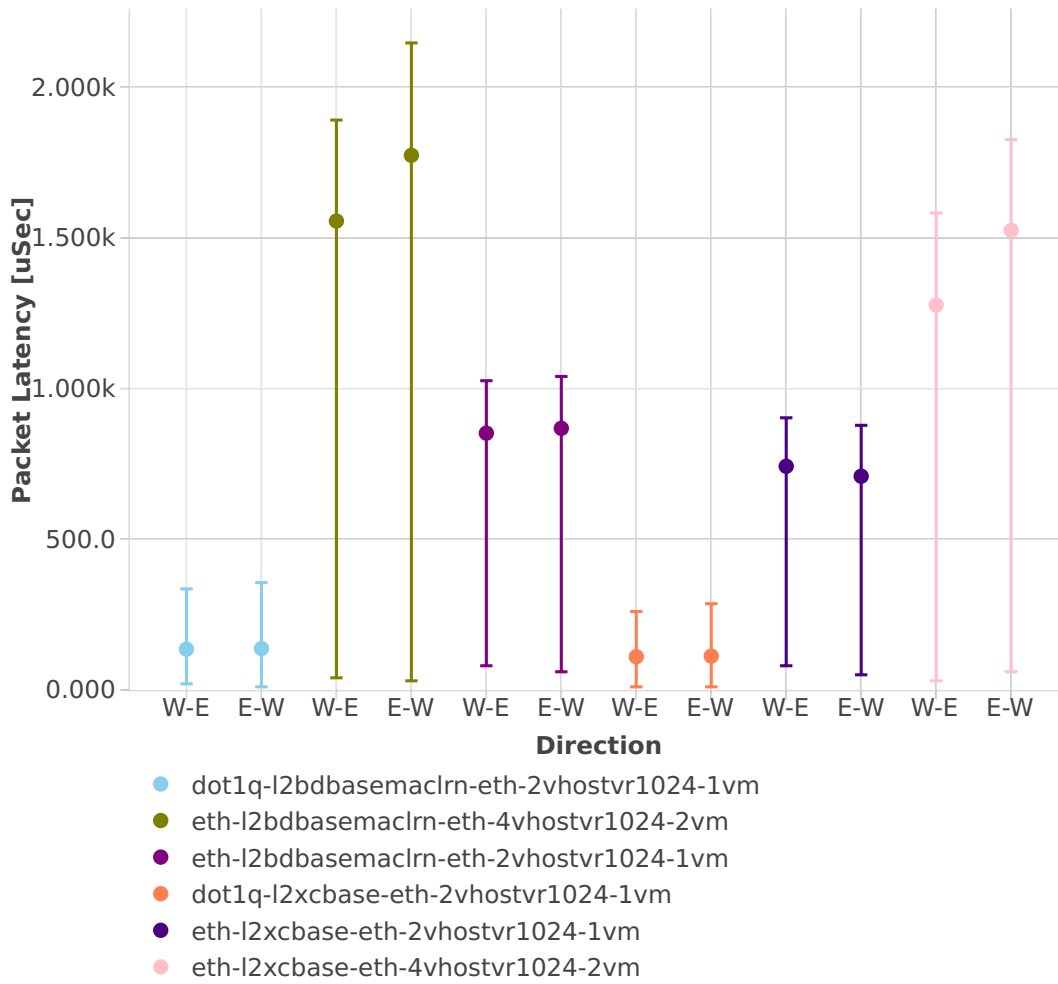 2.000k
1.500k
1.000k
500.0
0.000
Packet Latency [uSec]
W-E E-W W-E E-W W-E E-W W-E E-W W-E E-W W-E E-W
Direction
dot1q-l2bdbasemaclrn-eth-2vhostvr1024-1vm
eth-l2bdbasemaclrn-eth-4vhostvr1024-2vm
eth-l2bdbasemaclrn-eth-2vhostvr1024-1vm
dot1q-l2xcbase-eth-2vhostvr1024-1vm
eth-l2xcbase-eth-2vhostvr1024-1vm
eth-l2xcbase-eth-4vhostvr1024-2vm